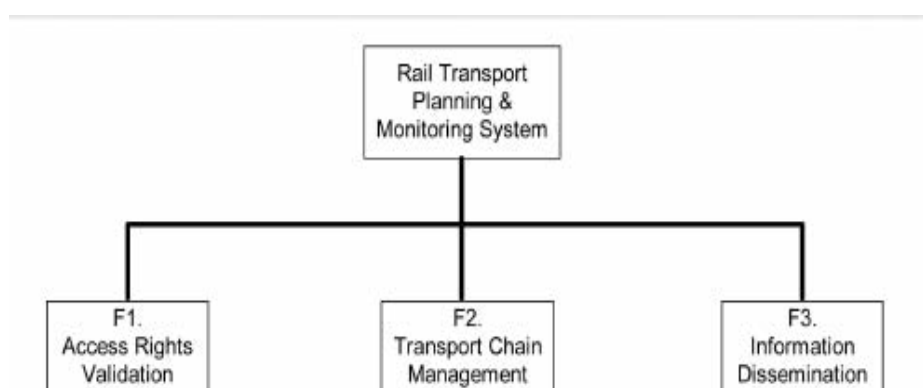 Rail Transport
Planning &
Monitoring System
F1.
Access Rights
Validation
F2.
Transport Chain
Management
F3.
Information
Dissemination